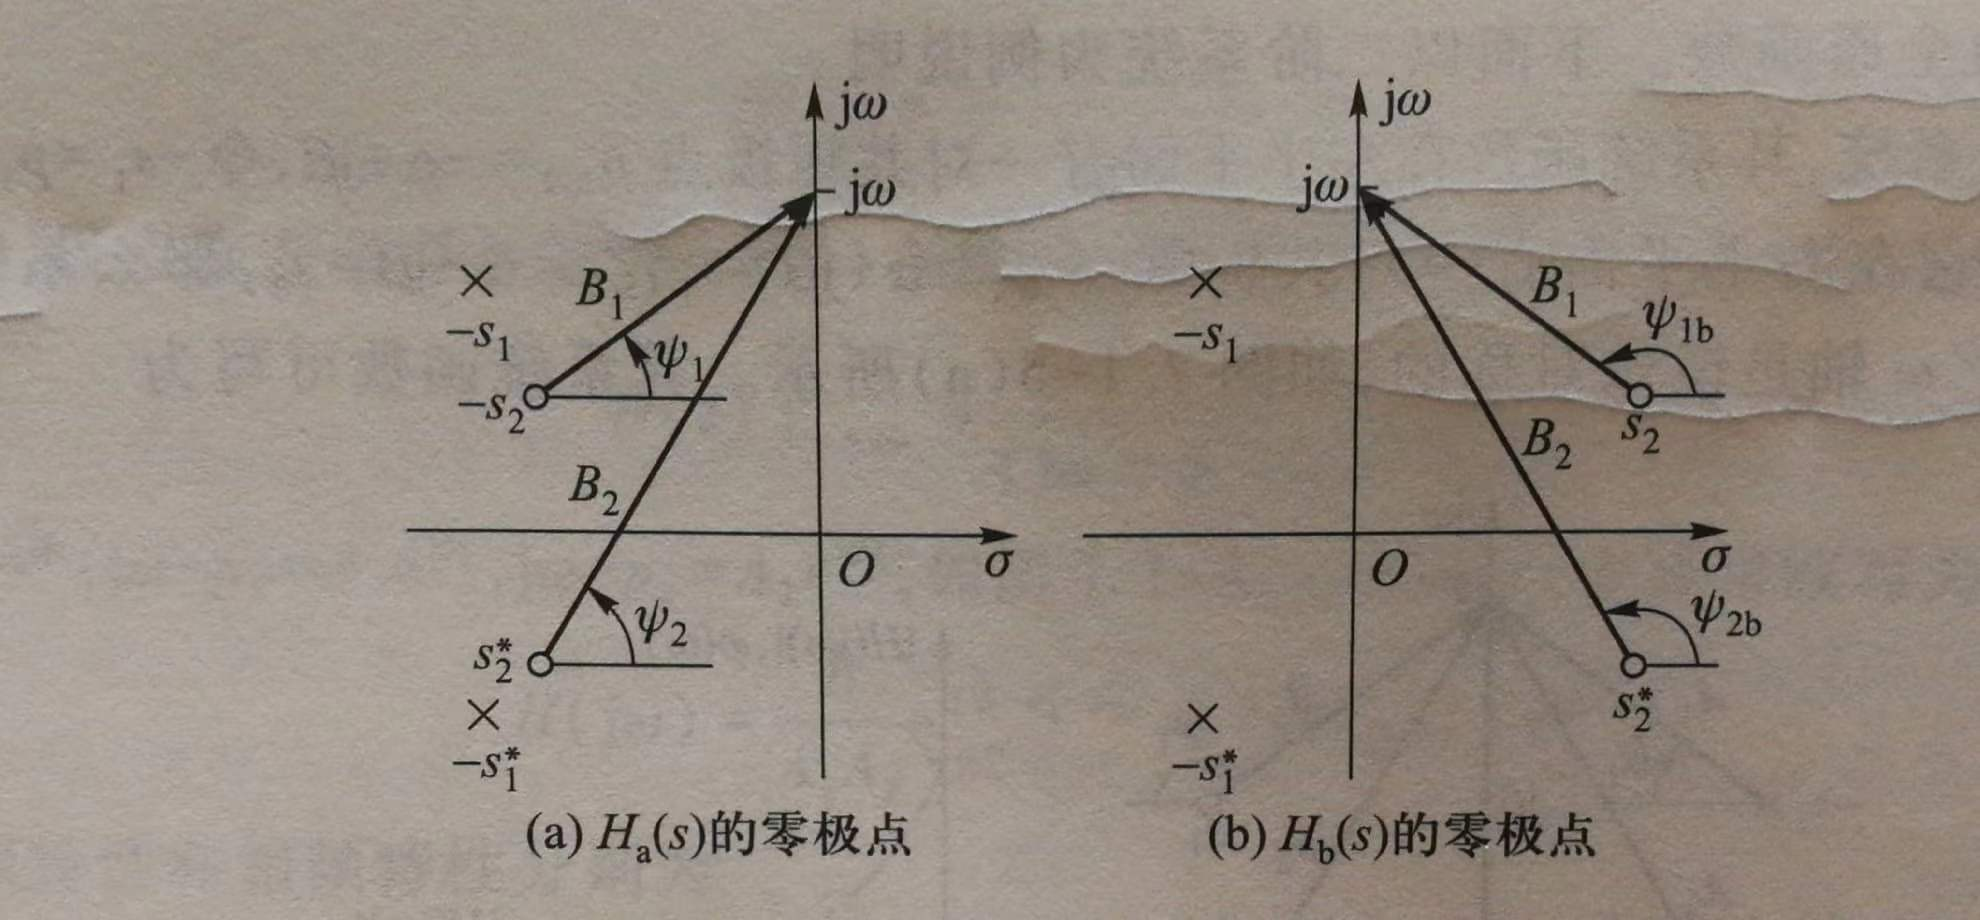 jω
jω
B₁
−s₁
ψ₁
−s₂
B₂
O
σ
ψ₂
s₂*
−s₁*
(a) Hₐ(s)的零极点
jω
jω
B₁
ψ₁b
−s₁
s₂
B₂
O
σ
ψ₂b
s₂*
−s₁*
(b) H_b(s)的零极点